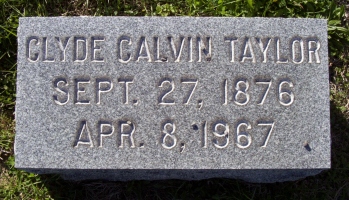 CLYDE CALVIN TAYLOR
SEPT. 27, 1876
APR. 8, 1967